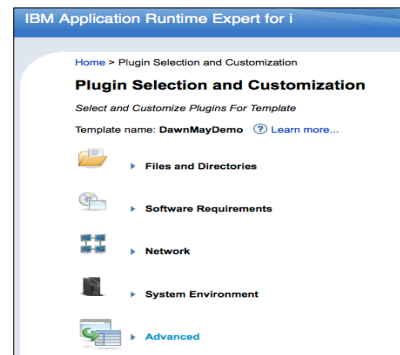 IBM Application Runtime Expert for i
Home > Plugin Selection and Customization
Plugin Selection and Customization
Select and Customize Plugins For Template
Template name: DawnMayDemo ? Learn more...
Files and Directories
Software Requirements
Network
System Environment
Advanced